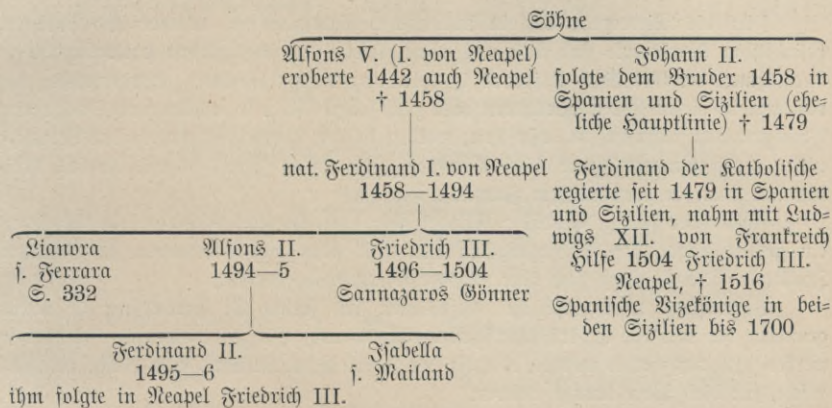 Söhne
Alfons V. (I. von Neapel)
eroberte 1442 auch Neapel
† 1458
Johann II.
folgte dem Bruder 1458 in
Spanien und Sizilien (ehe-
liche Hauptlinie) † 1479
nat. Ferdinand I. von Neapel
1458—1494
Ferdinand der Katholische
regierte seit 1479 in Spanien
und Sizilien, nahm mit Lud-
wigs XII. von Frankreich
Hilfe 1504 Friedrich III.
Neapel, † 1516
Spanische Vizekönige in bei-
den Sizilien bis 1700
Lianora
s. Ferrara
S. 332
Alfons II.
1494—5
Friedrich III.
1496—1504
Sannazaros Gönner
Ferdinand II.
1495—6
ihm folgte in Neapel Friedrich III.
Isabella
s. Mailand